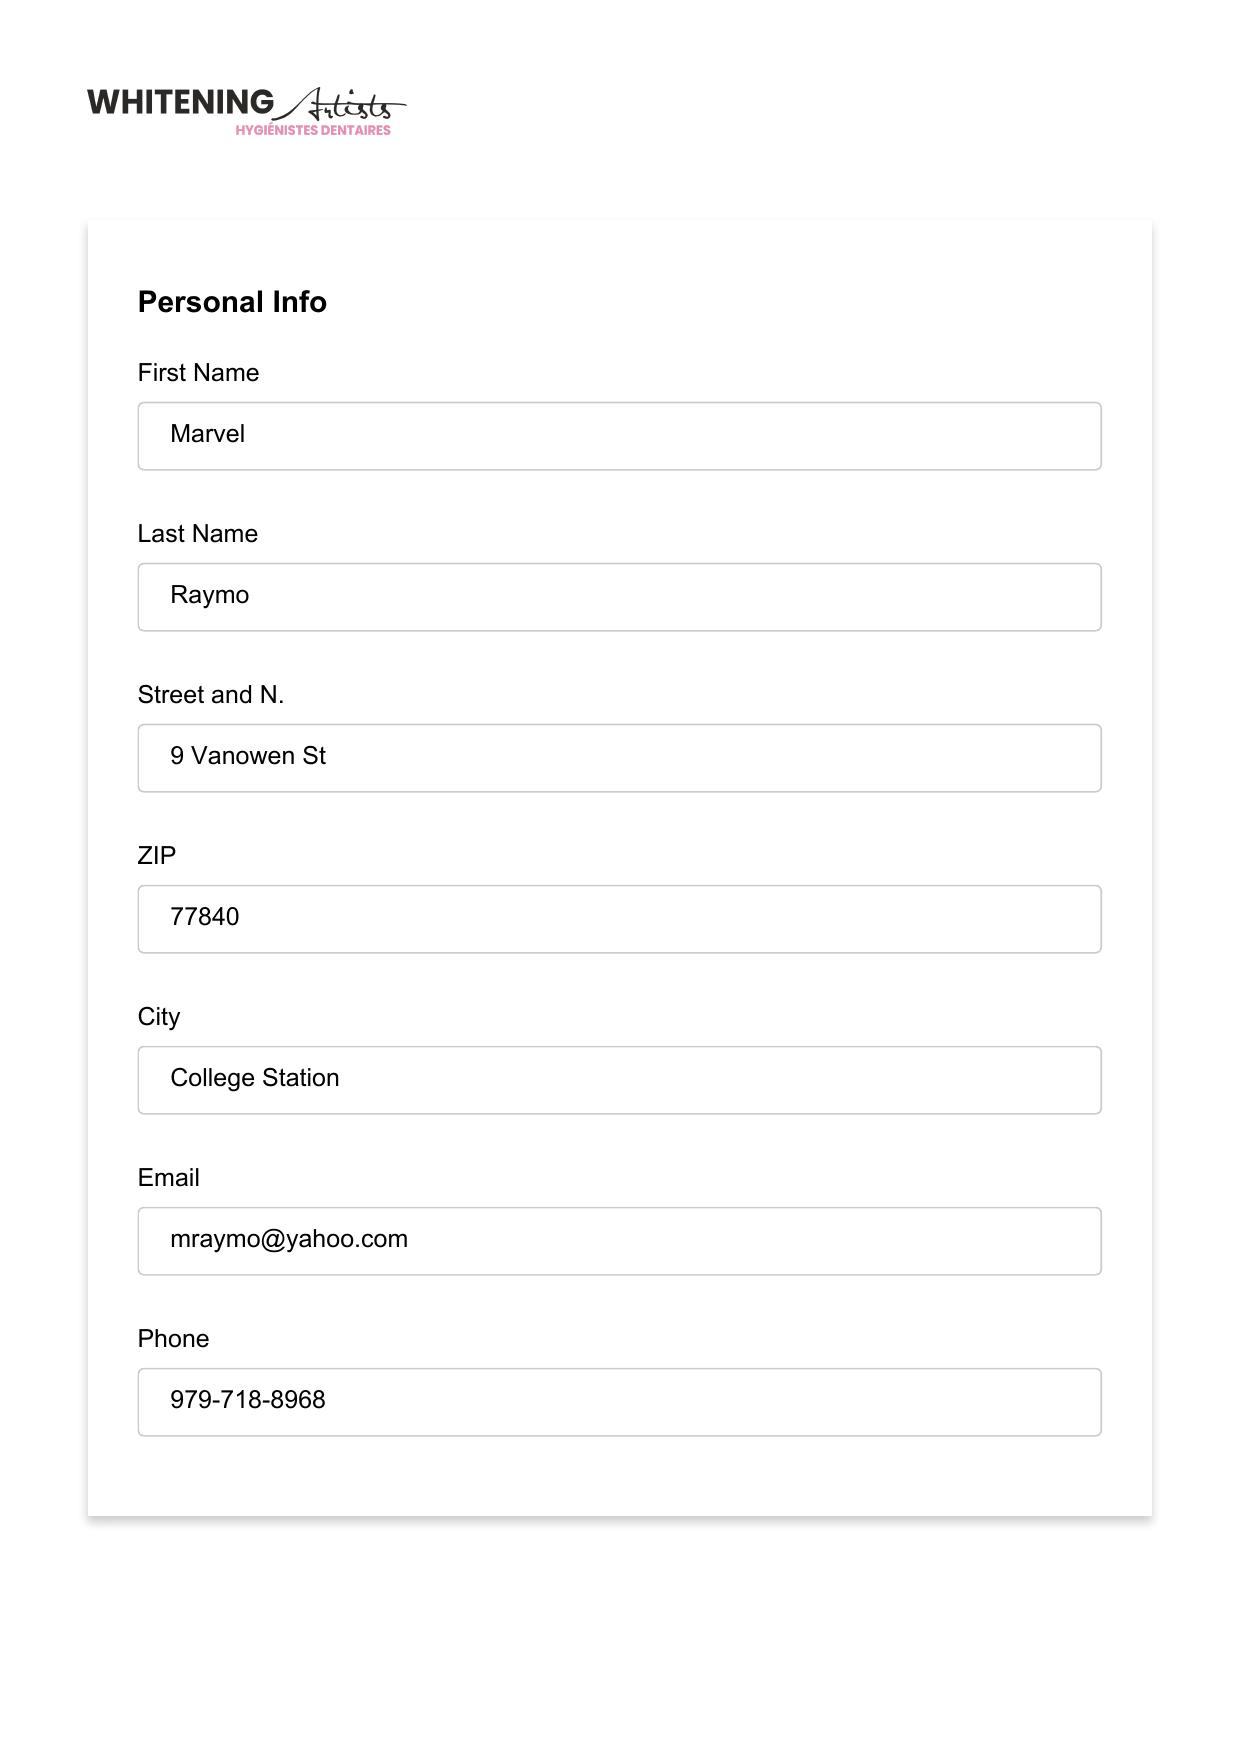 WHITENING Artists
HYGIÉNISTES DENTAIRES
Personal Info
First Name
Marvel
Last Name
Raymo
Street and N.
9 Vanowen St
ZIP
77840
City
College Station
Email
mraymo@yahoo.com
Phone
979-718-8968